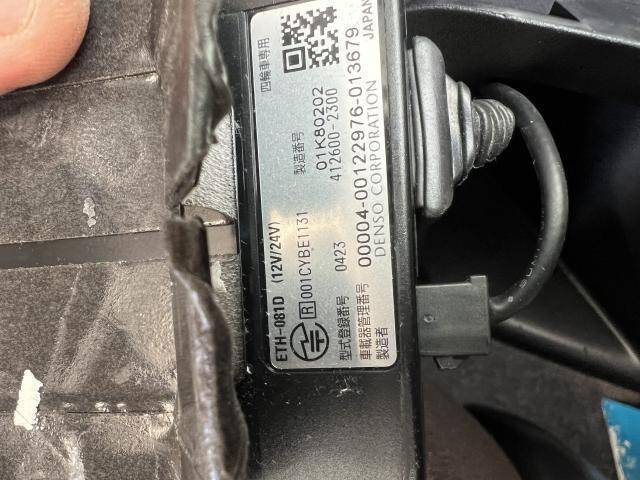 ETH-081D (12V/24V)
四輪車専用
R 001CYBE1131
製造番号
01K80202
型式登録番号 0423
412600-2300
車載器管理番号 00004-00122976-013679
製造者 DENSO CORPORATION JAPAN